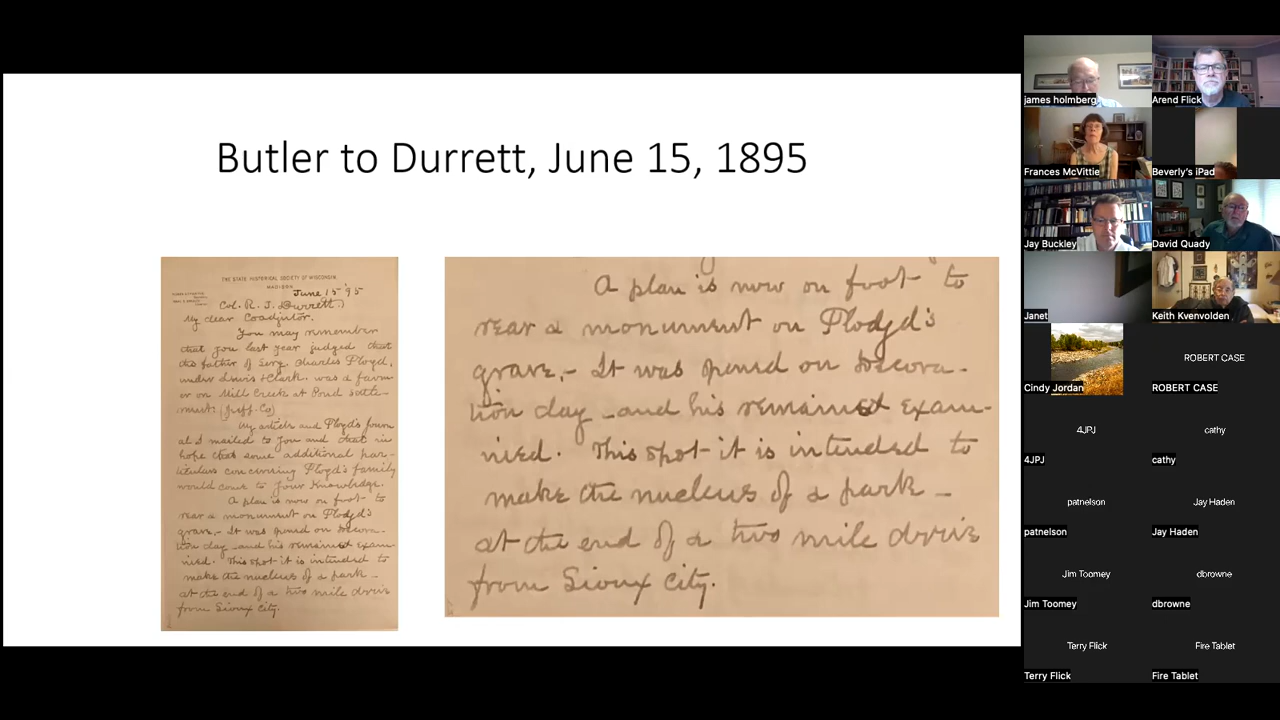 Butler to Durrett, June 15, 1895
THE STATE HISTORICAL SOCIETY OF WISCONSIN.
MADISON
June 15 '95
Col. R. T. Durrett,
My dear Coadjutor.
You may remember
that you last year judged that
the father of Serg. Charles Floyd,
under Lewis & Clark was a farm-
er on Mill Creek at Pond Settle-
ment (Jeff. Co)
My article and Floyd's Journ
al I mailed to you and that in
hope that some additional par-
ticulars concerning Floyd's family
would come to your knowledge.
A plan is now on foot to
rear a monument on Floyd's
grave,- It was opened on Decora-
tion day - and his remained exam-
ined. This spot it is intended to
make the nucleus of a park -
at the end of a two mile drive
from Sioux City.
A plan is now on foot to
rear a monument on Flodyd's
grave,- It was opened on Decora-
tion day - and his remained exam-
ined. This spot it is intended to
make the nucleus of a park -
at the end of a two mile drive
from Sioux City.
james holmberg
Arend Flick
Frances McVittie
Beverly's iPad
Jay Buckley
David Quady
Janet
Keith Kvenvolden
Cindy Jordan
ROBERT CASE
ROBERT CASE
4JPJ
cathy
4JPJ
cathy
patnelson
Jay Haden
patnelson
Jay Haden
Jim Toomey
dbrowne
Jim Toomey
dbrowne
Terry Flick
Fire Tablet
Terry Flick
Fire Tablet